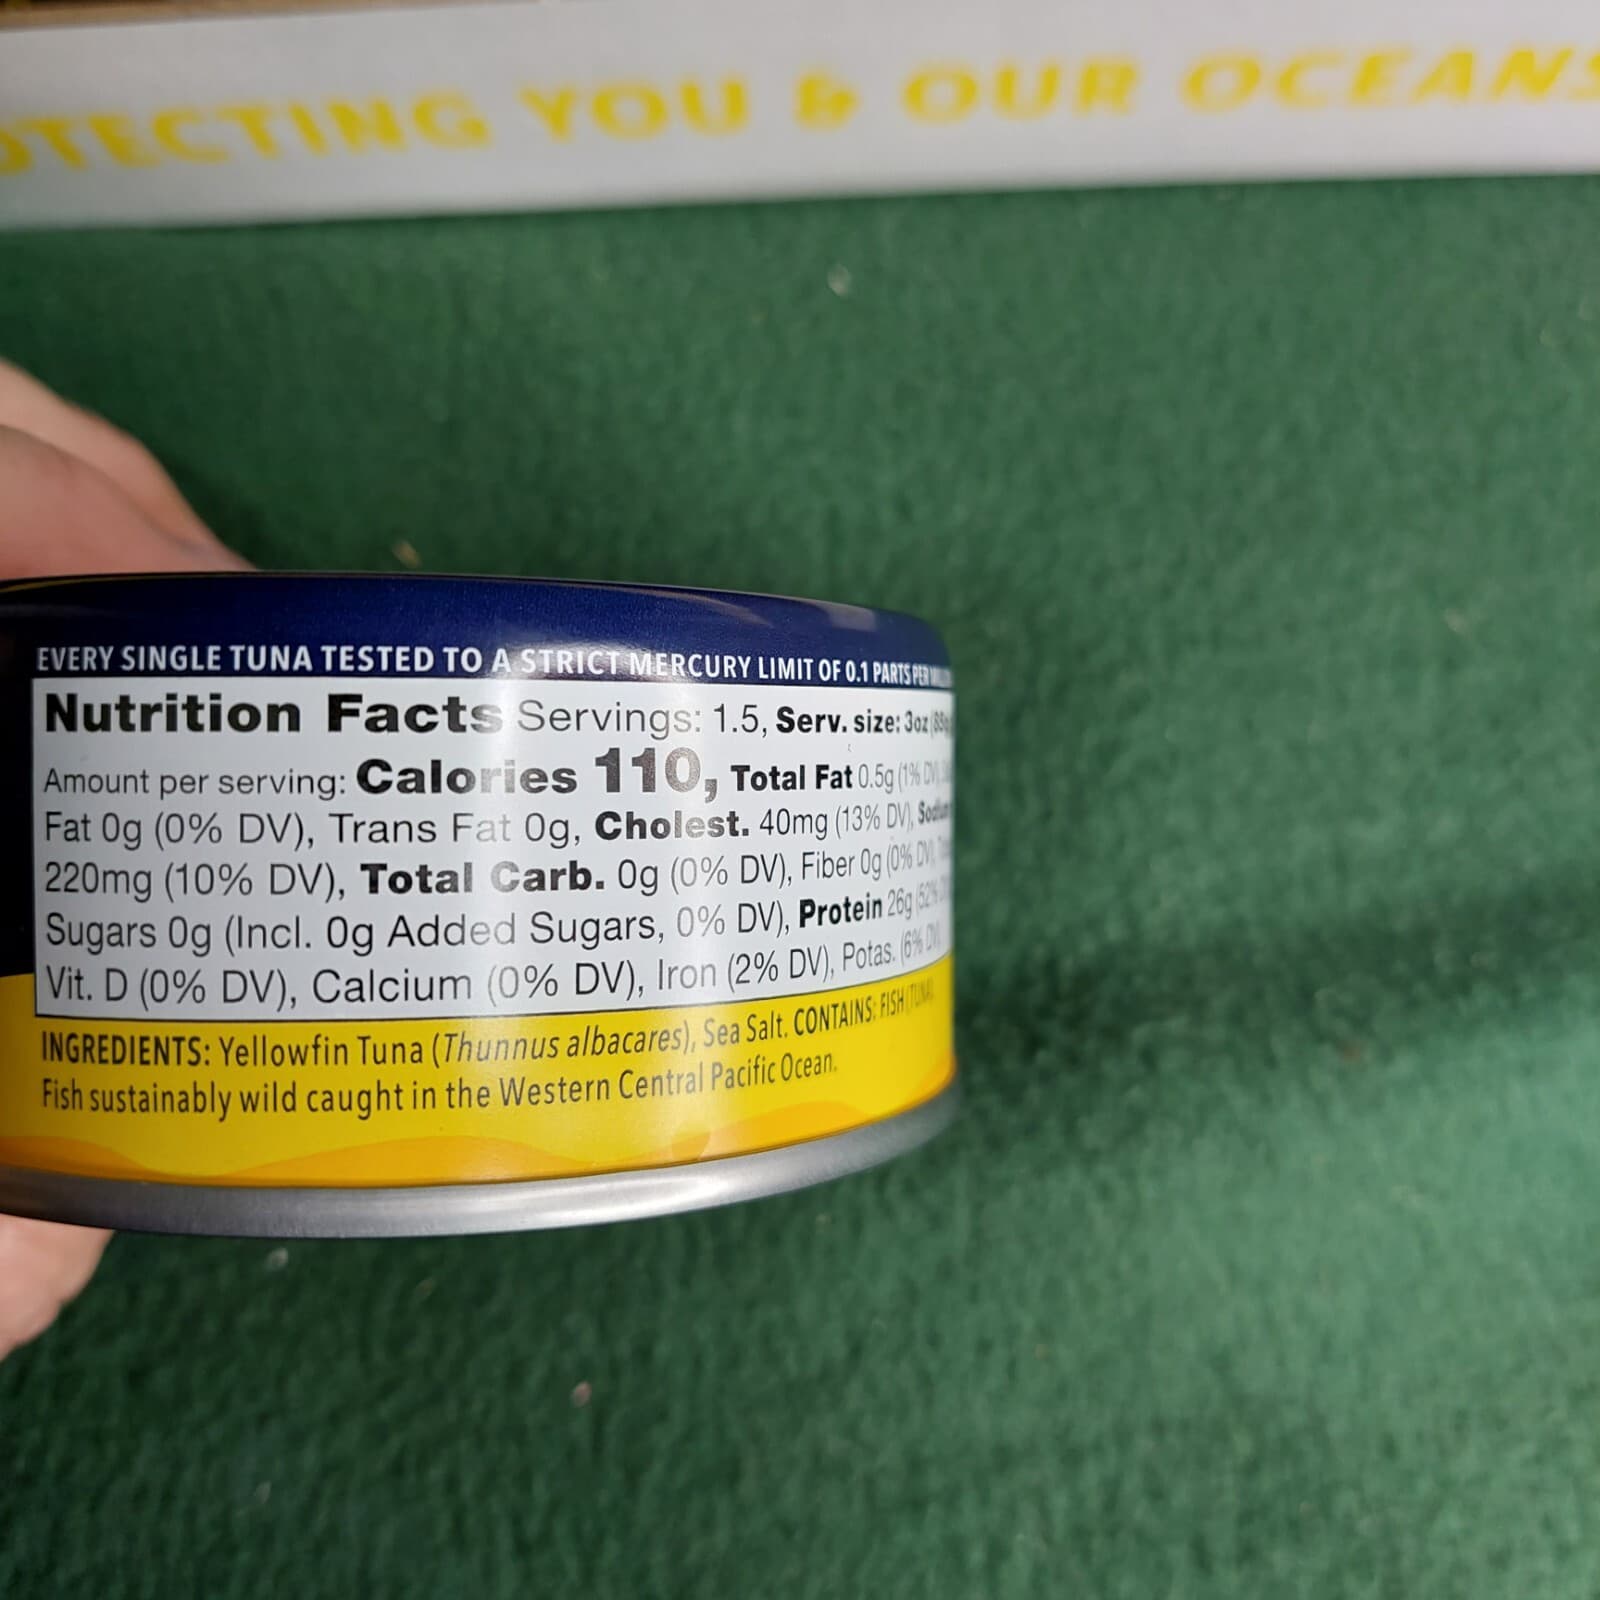 OTECTING YOU & OUR OCEANS
EVERY SINGLE TUNA TESTED TO A STRICT MERCURY LIMIT OF 0.1 PARTS PER
Nutrition Facts Servings: 1.5, Serv. size: 3oz (85g
Amount per serving: Calories 110, Total Fat 0.5g (1% DV),
Fat 0g (0% DV), Trans Fat 0g, Cholest. 40mg (13% DV), Sodium
220mg (10% DV), Total Carb. 0g (0% DV), Fiber 0g (0% DV),
Sugars 0g (Incl. 0g Added Sugars, 0% DV), Protein 26g (52%
Vit. D (0% DV), Calcium (0% DV), Iron (2% DV), Potas. (6% DV).
INGREDIENTS: Yellowfin Tuna (Thunnus albacares), Sea Salt. CONTAINS: FISH (TUNA).
Fish sustainably wild caught in the Western Central Pacific Ocean.